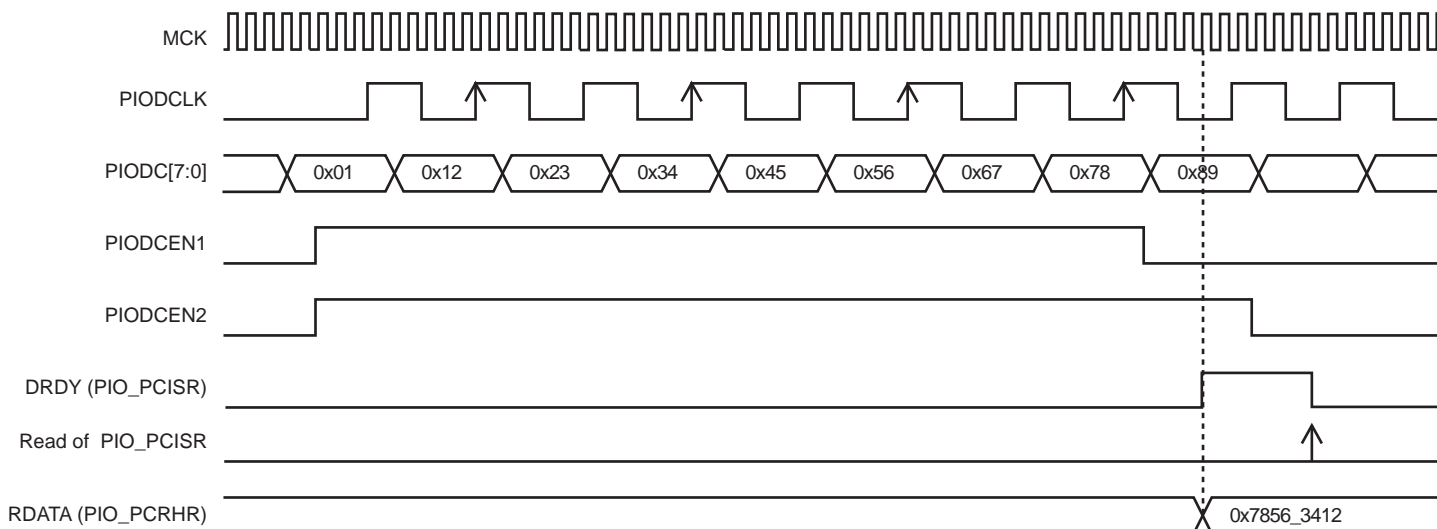 MCK
PIODCLK
PIODC[7:0] 0x01 0x12 0x23 0x34 0x45 0x56 0x67 0x78 0x89
PIODCEN1
PIODCEN2
DRDY (PIO_PCISR)
Read of PIO_PCISR
RDATA (PIO_PCRHR) 0x7856_3412